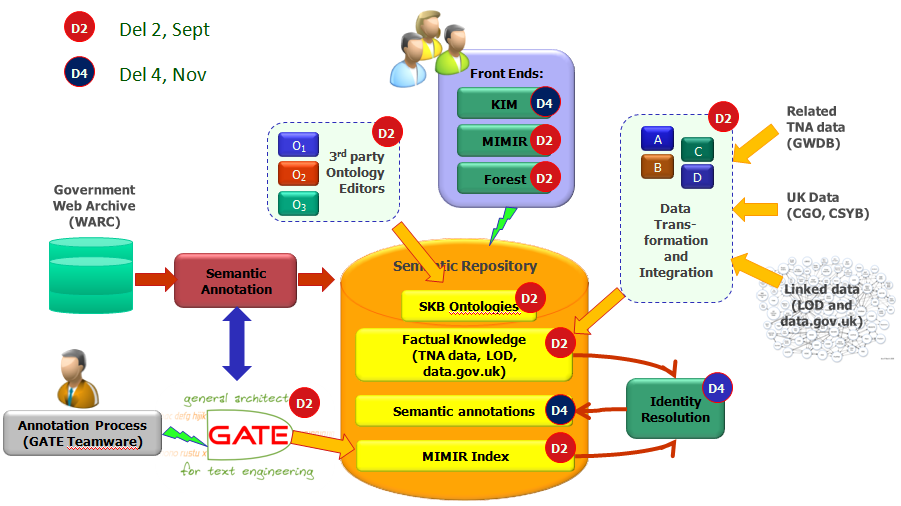 D2 Del 2, Sept
D4 Del 4, Nov
Front Ends:
KIM D4
MIMIR D2
Forest D2
D2
O1
O2
O3
3rd party
Ontology
Editors
D2
A
B
C
D
Data
Trans-
formation
and
Integration
Related
TNA data
(GWDB)
UK Data
(CGO, CSYB)
Linked data
(LOD and
data.gov.uk)
Government
Web Archive
(WARC)
Semantic
Annotation
Semantic Repository
SKB Ontologies D2
Factual Knowledge
(TNA data, LOD,
data.gov.uk)
D2
Semantic annotations D4
MIMIR Index D2
Identity
Resolution
D4
Annotation Process
(GATE Teamware)
general architect
D2
GATE
for text engineering